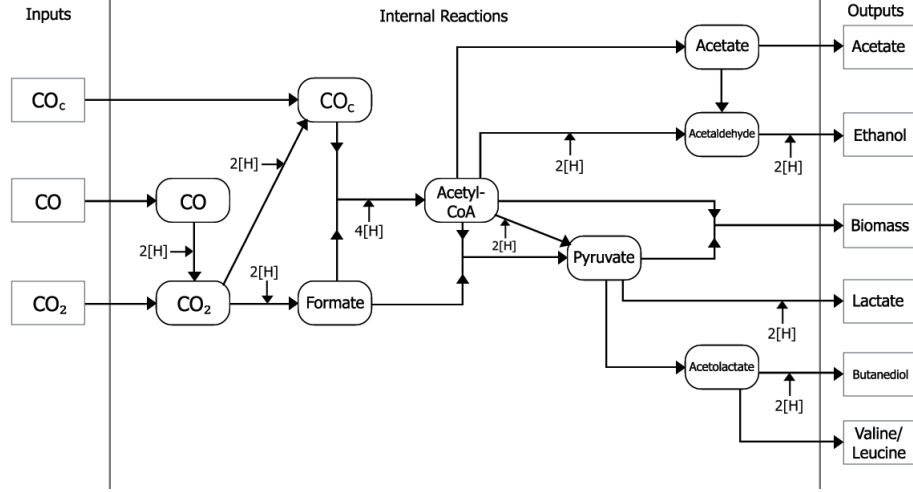 Inputs
Internal Reactions
Outputs
Acetate
Acetate
CO₍c₎
CO₍c₎
Acetaldehyde
Ethanol
2[H]
2[H]
2[H]
CO
CO
Acetyl-
CoA
4[H]
Biomass
2[H]
2[H]
Pyruvate
2[H]
CO₂
CO₂
Formate
Lactate
2[H]
Acetolactate
Butanediol
2[H]
Valine/
Leucine